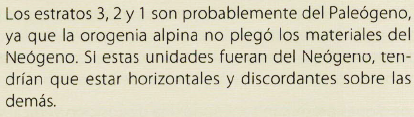 Los estratos 3, 2 y 1 son probablemente del Paleógeno,
ya que la orogenia alpina no plegó los materiales del
Neógeno. Si estas unidades fueran del Neógeno, ten-
drían que estar horizontales y discordantes sobre las
demás.